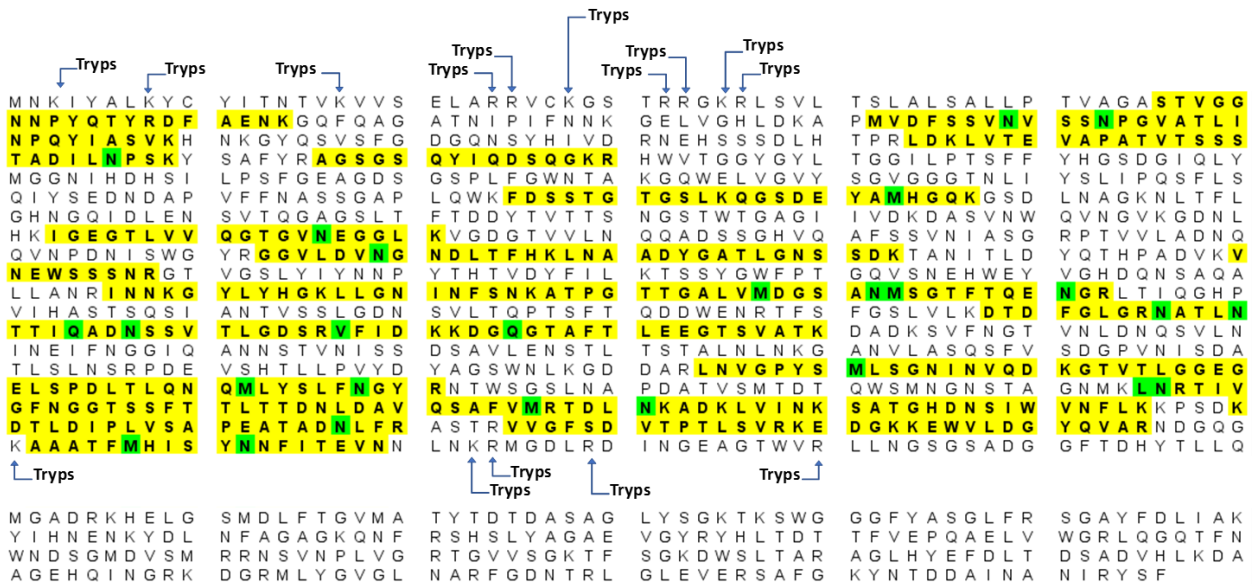 Tryps
Tryps Tryps Tryps
Tryps Tryps Tryps Tryps Tryps Tryps
MNKIYALKYC YITNTVKVVS ELARRVCKGS TRRGKRLSVL TSLALSALLP TVAGASTVGG
NNPYQTYRDF AENKGQFQAG ATNIPIFNNK GELVGHLDKA PMVDFSSVNV SSNPGVATLI
NPQYIASVKH NKGYQSVSFG DGQNSYHIVD RNEHSSSDLH TPRLDKLVTE VAPATVTSSS
TADILNPSKY SAFYRAGSGS QYIQDSQGKR HWVTGGYGYL TGGILPTSFF YHGSDGIQLY
MGGNIHDHSI LPSFGEAGDS GSPLFGWNTA KGQWELVGVY SGVGGGTNLI YSLIPQSFLS
QIYSEDNDAP VFFNASSGAP LQWKFDSSTG TGSLKQGSDE YAMHGQKGSD LNAGKNLTFL
GHNGQIDLEN SVTQGAGSLT FTDDYTVTTS NGSTWTGAGI IVDKDASVNW QVNGVKGDNL
HKIGEGTLVV QGTGVNEGGL KVGDGTVVLN QQADSSGHVQ AFSSVNIASG RPTVVLADNQ
QVNPDNISWG YRGGVLDVNG NDLTFHKLNA ADYGATLGNS SDKTANITLD YQTHPADVKV
NEWSSSNRGT VGSLYIYNNP YTHTVDYFIL KTSSYGWFPT GQVSNEHWEY VGHDQNSAQA
LLANRINNKG YLYHGKLLGN INFSNKATPG TTGALVMDGS ANMSGTFTQE NGRLTIQGHP
VIHASTSQSI ANTVSSLGDN SVLTQPTSFT QDDWENRTFS FGSLVLKDTD FGLGRNATLN
TTIQADNSSV TLGDSRVFID KKDGQGTAFT LEEGTSVATK DADKSVFNGT VNLDNQSVLN
INEIFNGGIQ ANNSTVNISS DSAVLENSTL TSTALNLNKG ANVLASQSFV SDGPVNISDA
TLSLNSRPDE VSHTLLPVYD YAGSWNLKGD DARLNVGPYS MLSGNINVQD KGTVTLGGEG
ELSPDLTLQN QMLYSLFNGY RNTWSGSLNA PDATVSMTDT QWSMNGNSTA GNMKLNRTIV
GFNGGTSSFT TLTTDNLDAV QSAFVMRTDL NKADKLVINK SATGHDNSIW VNFLKKPSDK
DTLDIPLVSA PEATADNLFR ASTRVVGFSD VTPTLSVRKE DGKKEWVLDG YQVARNDGQG
KAAATFMHIS YNNFITEVNN LNKRMGDLRD INGEAGTWVR LLNGSGSADG GFTDHYTLLQ
Tryps Tryps Tryps
Tryps Tryps
MGADRKHELG SMDLFTGVMA TYTDTDASAG LYSGKTKSWG GGFYASGLFR SGAYFDLIAK
YIHNENKYDL NFAGAGKQNF RSHSLYAGAE VGYRYHLTDT TFVEPQAELV WGRLQGQTFN
WNDSGMDVSM RRNSVNPLVG RTGVVSGKTF SGKDWSLTAR AGLHYEFDLT DSADVHLKDA
AGEHQINGRK DGRMLYGVGL NARFGDNTRL GLEVERSAFG KYNTDDAINA NIRYSF